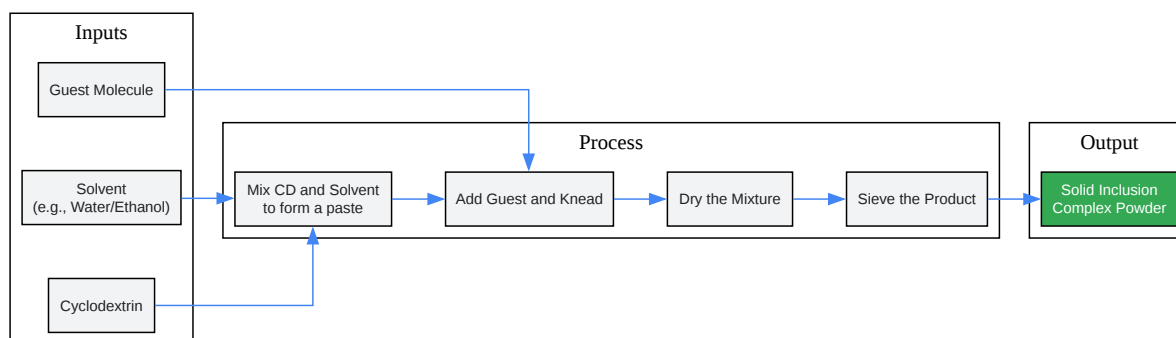 Inputs
Guest Molecule
Solvent
(e.g., Water/Ethanol)
Cyclodextrin
Process
Mix CD and Solvent
to form a paste
Add Guest and Knead
Dry the Mixture
Sieve the Product
Output
Solid Inclusion
Complex Powder